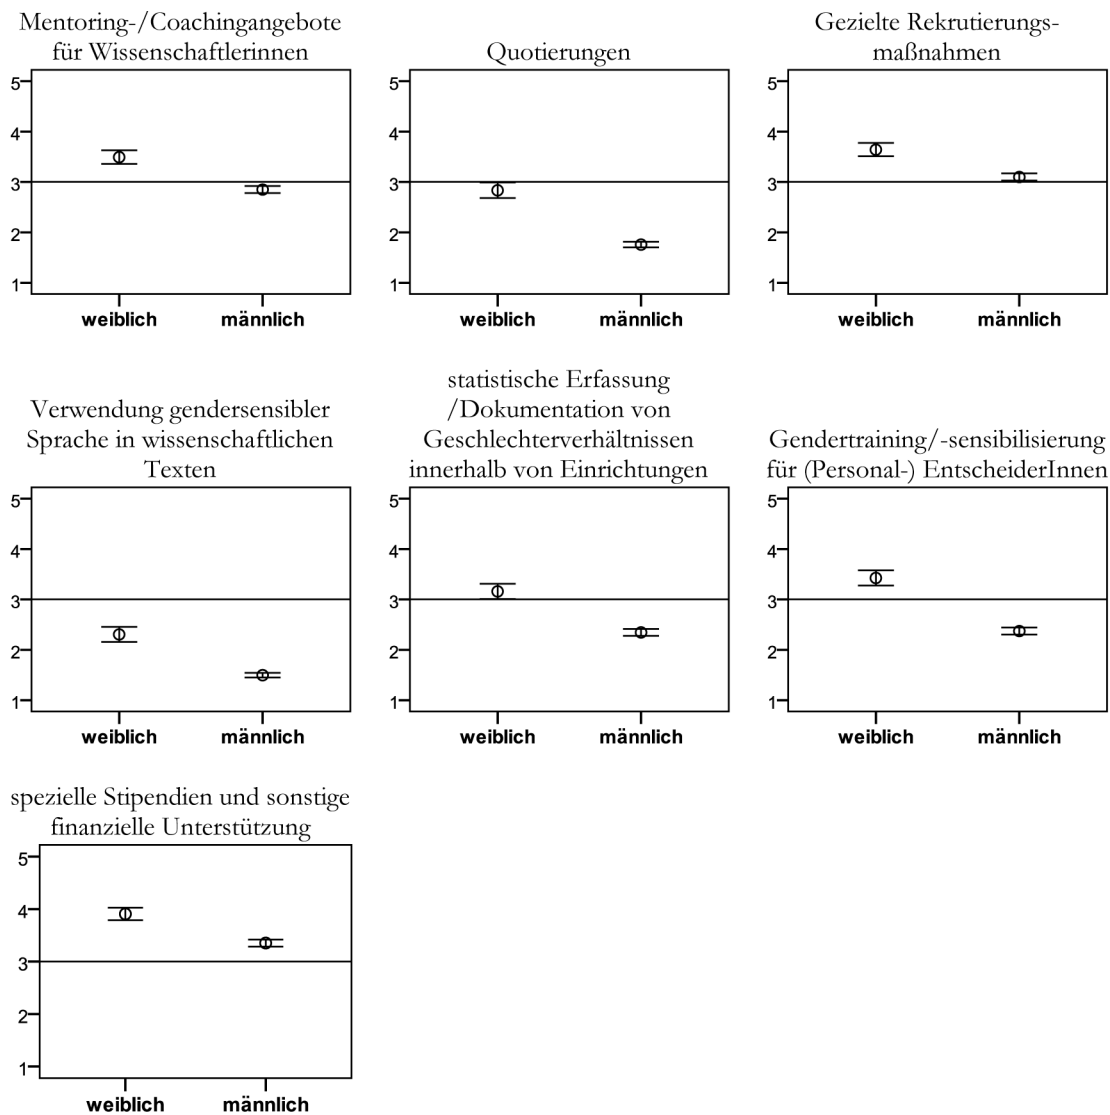 Mentoring-/Coachingangebote
für Wissenschaftlerinnen
5
4
3
2
1
weiblich männlich
Quotierungen
5
4
3
2
1
weiblich männlich
Gezielte Rekrutierungs-
maßnahmen
5
4
3
2
1
weiblich männlich
Verwendung gendersensibler
Sprache in wissenschaftlichen
Texten
5
4
3
2
1
weiblich männlich
statistische Erfassung
/Dokumentation von
Geschlechterverhältnissen
innerhalb von Einrichtungen
5
4
3
2
1
weiblich männlich
Gendertraining/-sensibilisierung
für (Personal-) EntscheiderInnen
5
4
3
2
1
weiblich männlich
spezielle Stipendien und sonstige
finanzielle Unterstützung
5
4
3
2
1
weiblich männlich